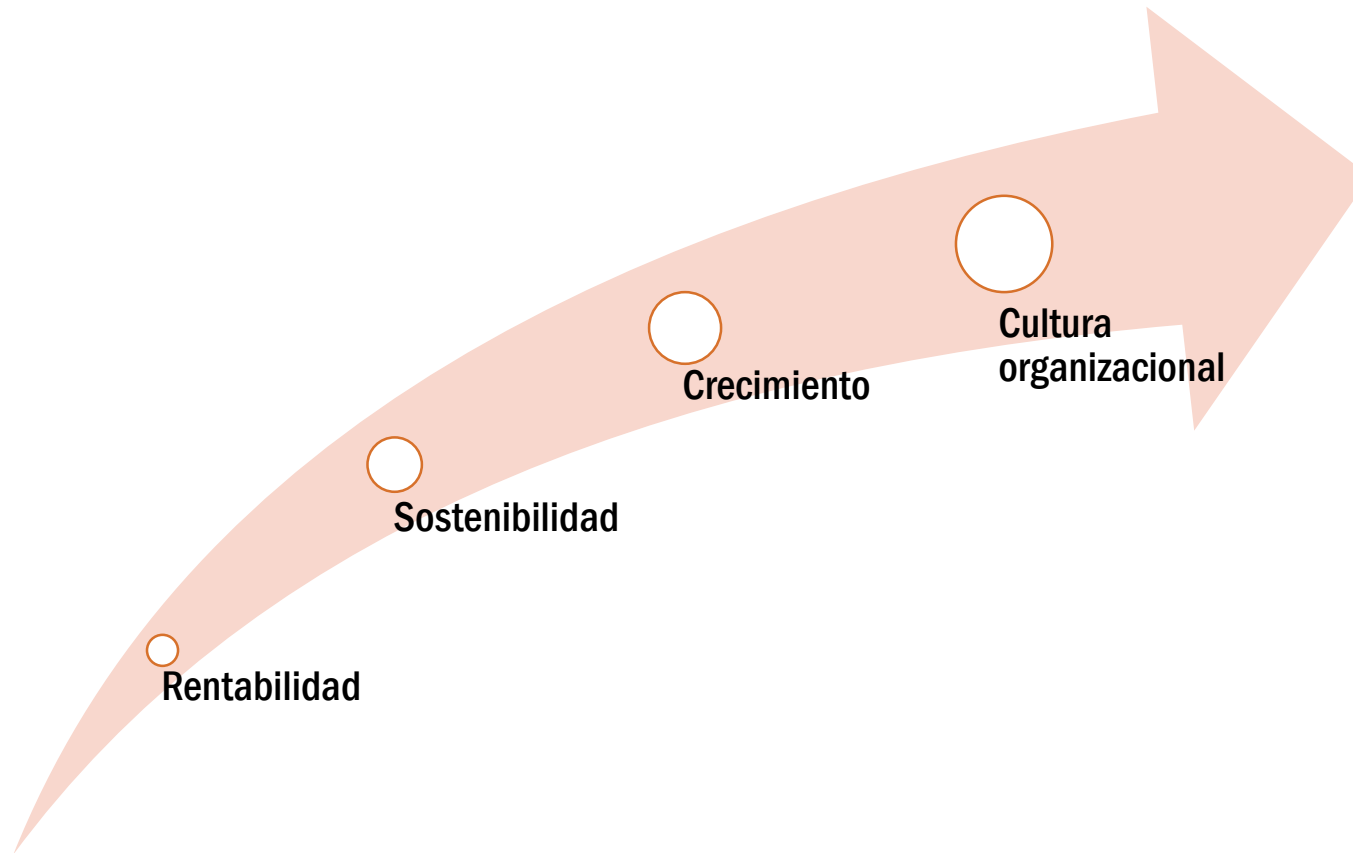 Cultura
organizacional
Crecimiento
Sostenibilidad
Rentabilidad